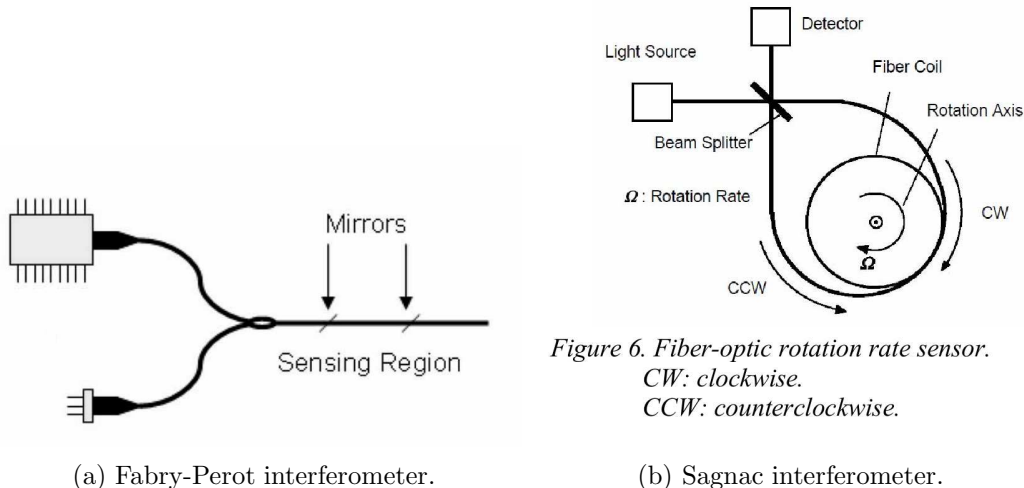 Mirrors
Sensing Region
(a) Fabry-Perot interferometer.
Detector
Light Source
Fiber Coil
Rotation Axis
Beam Splitter
Ω : Rotation Rate
CW
Ω
CCW
Figure 6. Fiber-optic rotation rate sensor.
CW: clockwise.
CCW: counterclockwise.
(b) Sagnac interferometer.